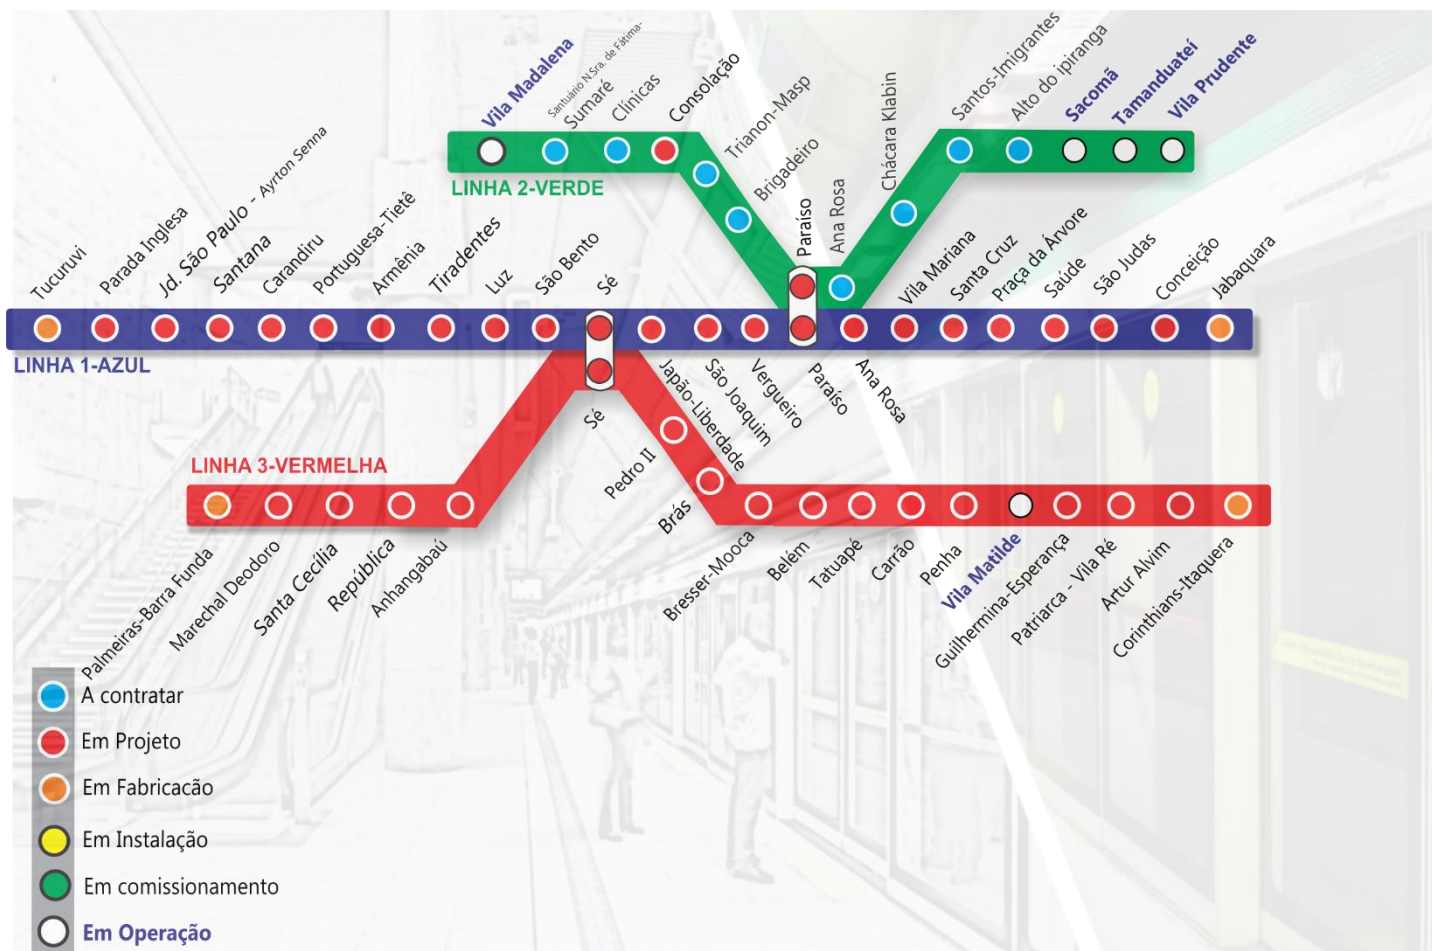 Vila Madalena
Santuário N.Sra. de Fátima-
Sumaré
Clínicas
Consolação
Trianon-Masp
Brigadeiro
Paraíso
Ana Rosa
Chácara Klabin
Santos-Imigrantes
Alto do ipiranga
Sacomã
Tamanduateí
Vila Prudente
LINHA 2-VERDE
Tucuruvi
Parada Inglesa
Jd. São Paulo - Ayrton Senna
Santana
Carandiru
Portuguesa-Tietê
Armênia
Tiradentes
Luz
São Bento
Sé
Vila Mariana
Santa Cruz
Praça da Árvore
Saúde
São Judas
Conceição
Jabaquara
LINHA 1-AZUL
Sé
Japão-Liberdade
São Joaquim
Vergueiro
Paraíso
Ana Rosa
LINHA 3-VERMELHA
Palmeiras-Barra Funda
Marechal Deodoro
Santa Cecília
República
Anhangabaú
Pedro II
Brás
Bresser-Mooca
Belém
Tatuapé
Carrão
Penha
Vila Matilde
Guilhermina-Esperança
Patriarca - Vila Ré
Artur Alvim
Corinthians-Itaquera
A contratar
Em Projeto
Em Fabricacão
Em Instalação
Em comissionamento
Em Operação